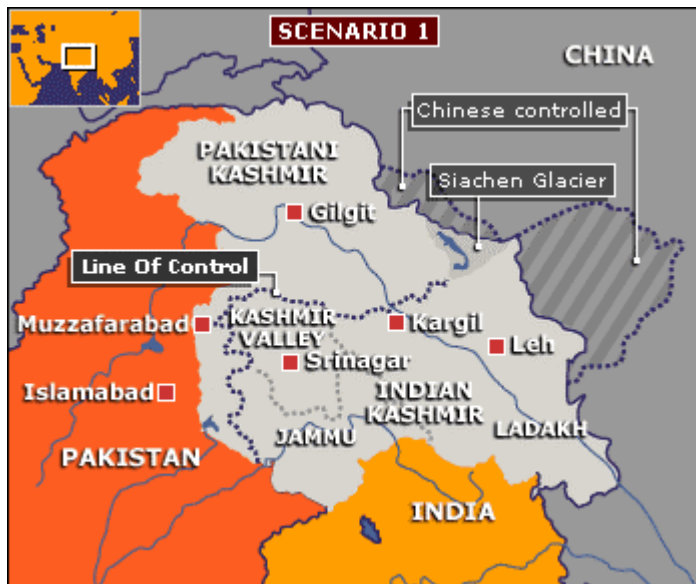 SCENARIO 1
CHINA
Chinese controlled
PAKISTANI
KASHMIR
Siachen Glacier
Gilgit
Line Of Control
Muzzafarabad
KASHMIR
VALLEY
Kargil
Leh
Srinagar
Islamabad
INDIAN
KASHMIR
JAMMU
LADAKH
PAKISTAN
INDIA